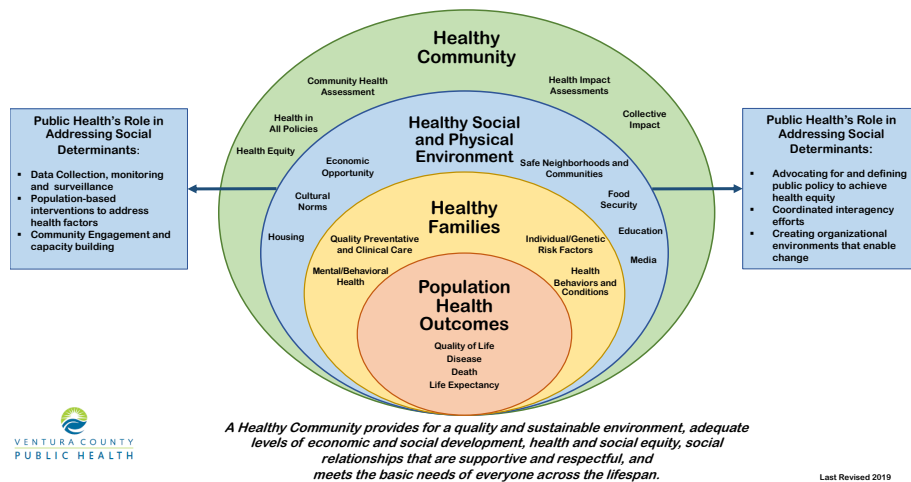 Healthy
Community
Community Health
Assessment
Health Impact
Assessments
Health in
All Policies
Collective
Impact
Health Equity
Public Health's Role in
Addressing Social
Determinants:
▪ Data Collection, monitoring
and surveillance
▪ Population-based
interventions to address
health factors
▪ Community Engagement and
capacity building
Healthy Social
and Physical
Environment
Economic
Opportunity
Safe Neighborhoods and
Communities
Cultural
Norms
Food
Security
Housing
Education
Media
Public Health's Role in
Addressing Social
Determinants:
▪ Advocating for and defining
public policy to achieve
health equity
▪ Coordinated interagency
efforts
▪ Creating organizational
environments that enable
change
Healthy
Families
Quality Preventative
and Clinical Care
Individual/Genetic
Risk Factors
Mental/Behavioral
Health
Health
Behaviors and
Conditions
Population
Health
Outcomes
Quality of Life
Disease
Death
Life Expectancy
VENTURA COUNTY
PUBLIC HEALTH
A Healthy Community provides for a quality and sustainable environment, adequate
levels of economic and social development, health and social equity, social
relationships that are supportive and respectful, and
meets the basic needs of everyone across the lifespan.
Last Revised 2019